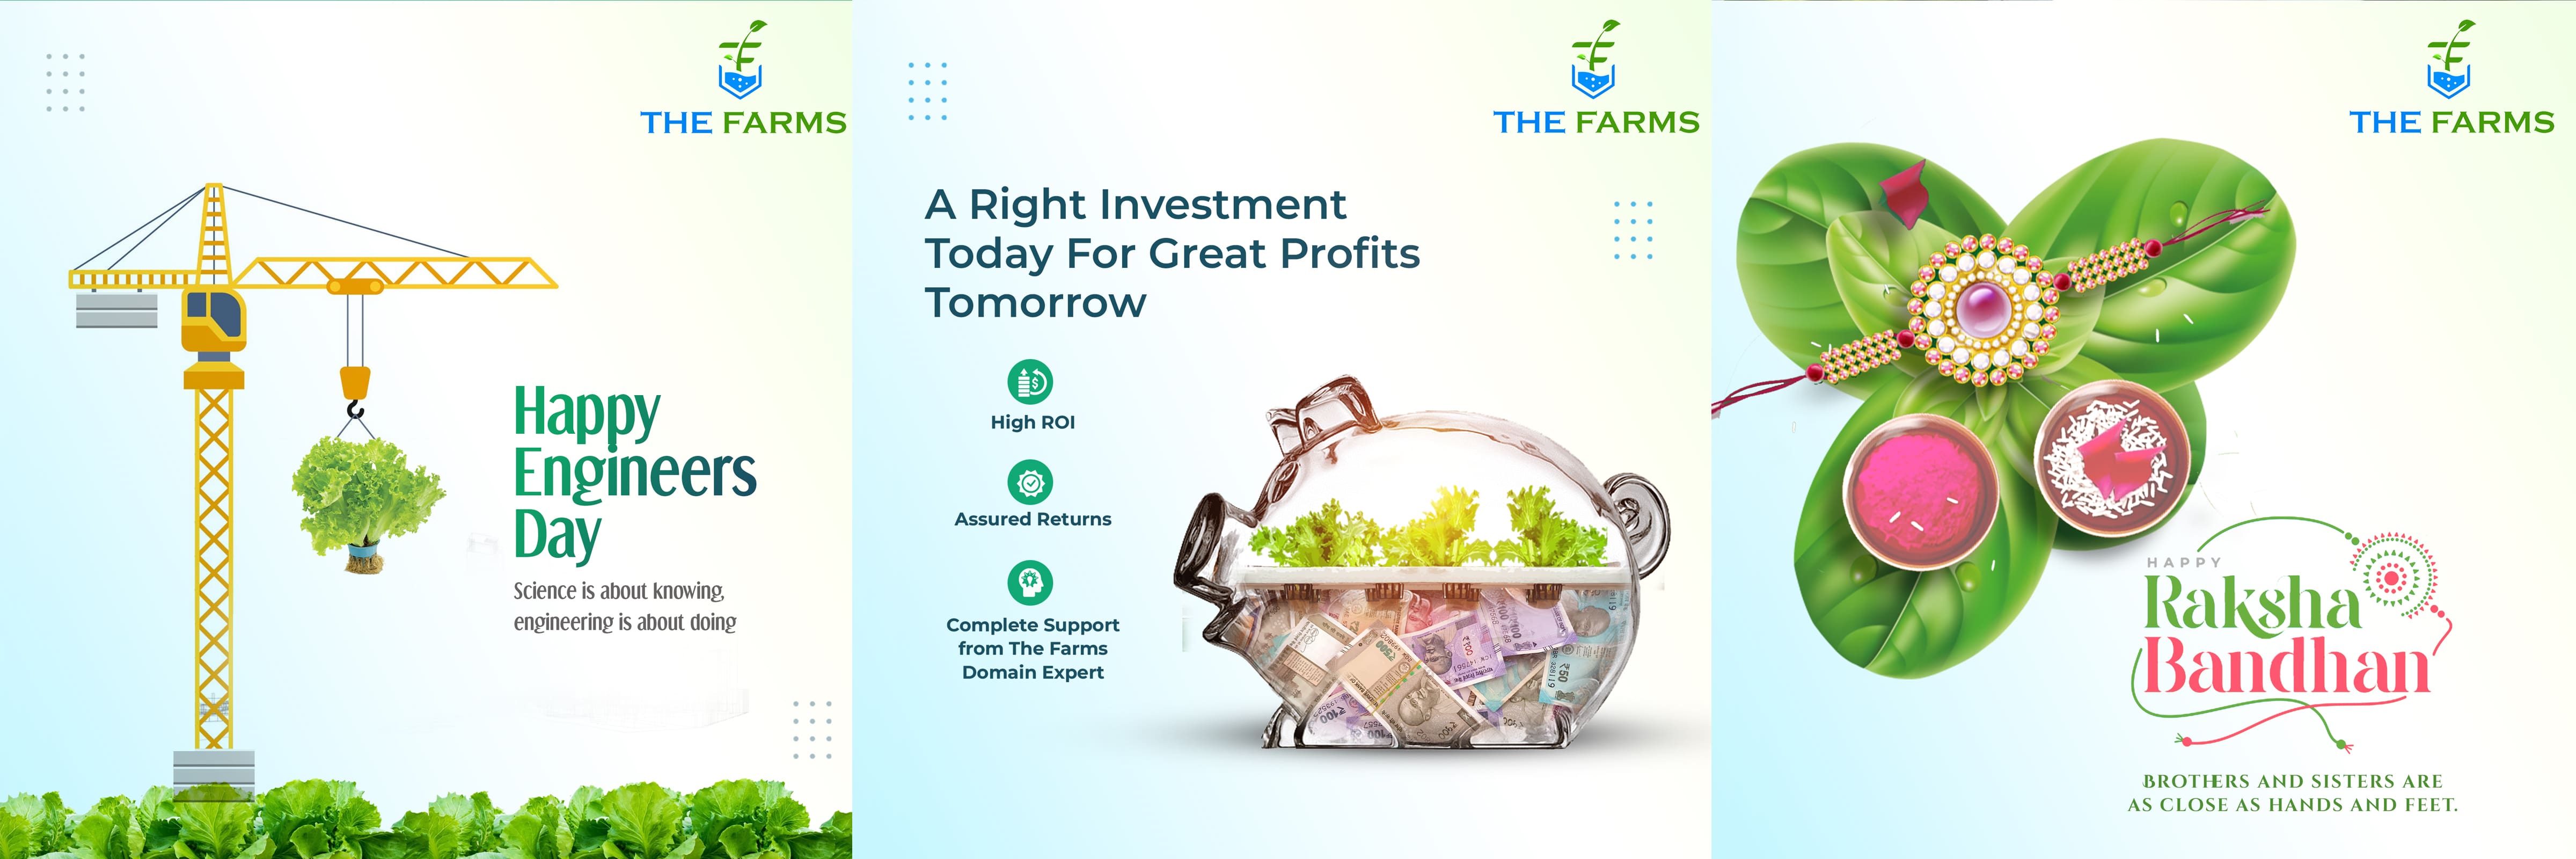 THE FARMS
Happy
Engineers
Day
Science is about knowing,
engineering is about doing
THE FARMS
A Right Investment
Today For Great Profits
Tomorrow
High ROI
Assured Returns
Complete Support
from The Farms
Domain Expert
THE FARMS
HAPPY
Raksha
Bandhan
BROTHERS AND SISTERS ARE
AS CLOSE AS HANDS AND FEET.